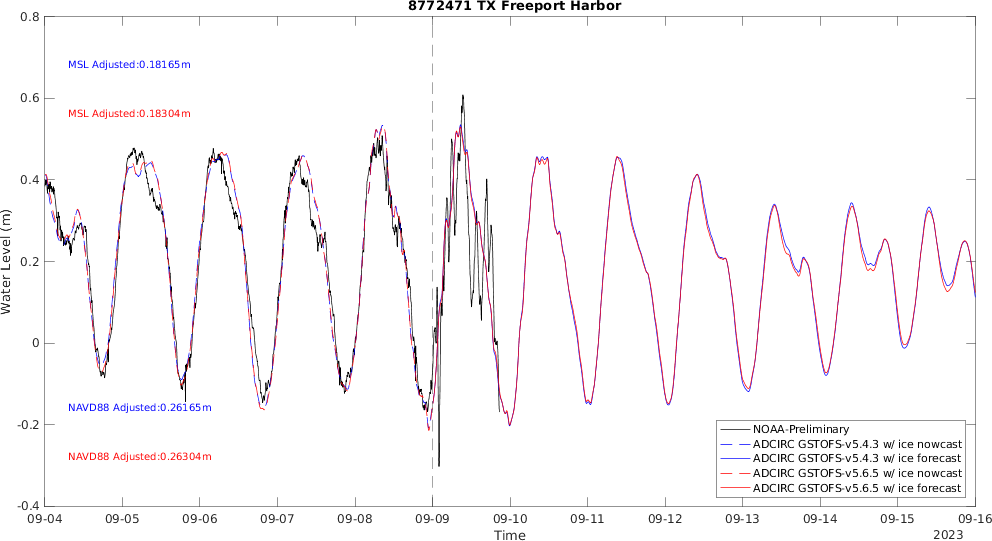 8772471 TX Freeport Harbor
0.8
0.6
0.4
0.2
0
-0.2
-0.4
Water Level (m)
MSL Adjusted:0.18165m
MSL Adjusted:0.18304m
NAVD88 Adjusted:0.26165m
NAVD88 Adjusted:0.26304m
NOAA-Preliminary
ADCIRC GSTOFS-v5.4.3 w/ ice nowcast
ADCIRC GSTOFS-v5.4.3 w/ ice forecast
ADCIRC GSTOFS-v5.6.5 w/ ice nowcast
ADCIRC GSTOFS-v5.6.5 w/ ice forecast
09-04 09-05 09-06 09-07 09-08 09-09 09-10 09-11 09-12 09-13 09-14 09-15 09-16
Time
2023